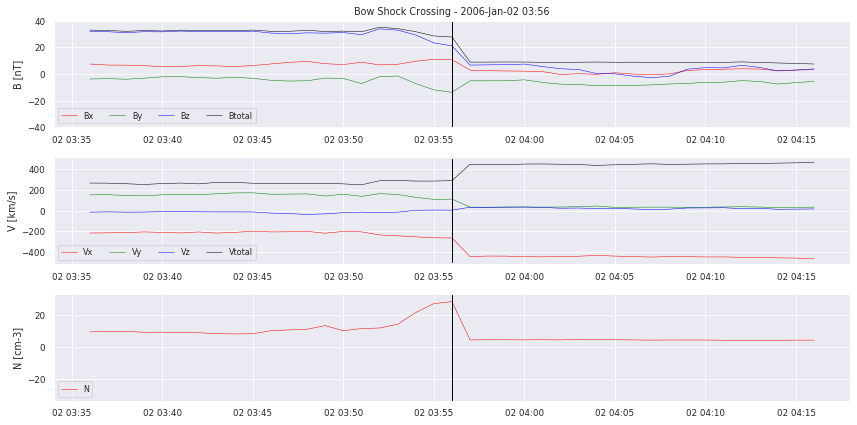 Bow Shock Crossing - 2006-Jan-02 03:56
B [nT]
40
20
0
−20
−40
Bx By Bz Btotal
02 03:35 02 03:40 02 03:45 02 03:50 02 03:55 02 04:00 02 04:05 02 04:10 02 04:15
V [km/s]
400
200
0
−200
−400
Vx Vy Vz Vtotal
02 03:35 02 03:40 02 03:45 02 03:50 02 03:55 02 04:00 02 04:05 02 04:10 02 04:15
N [cm-3]
20
0
−20
N
02 03:35 02 03:40 02 03:45 02 03:50 02 03:55 02 04:00 02 04:05 02 04:10 02 04:15